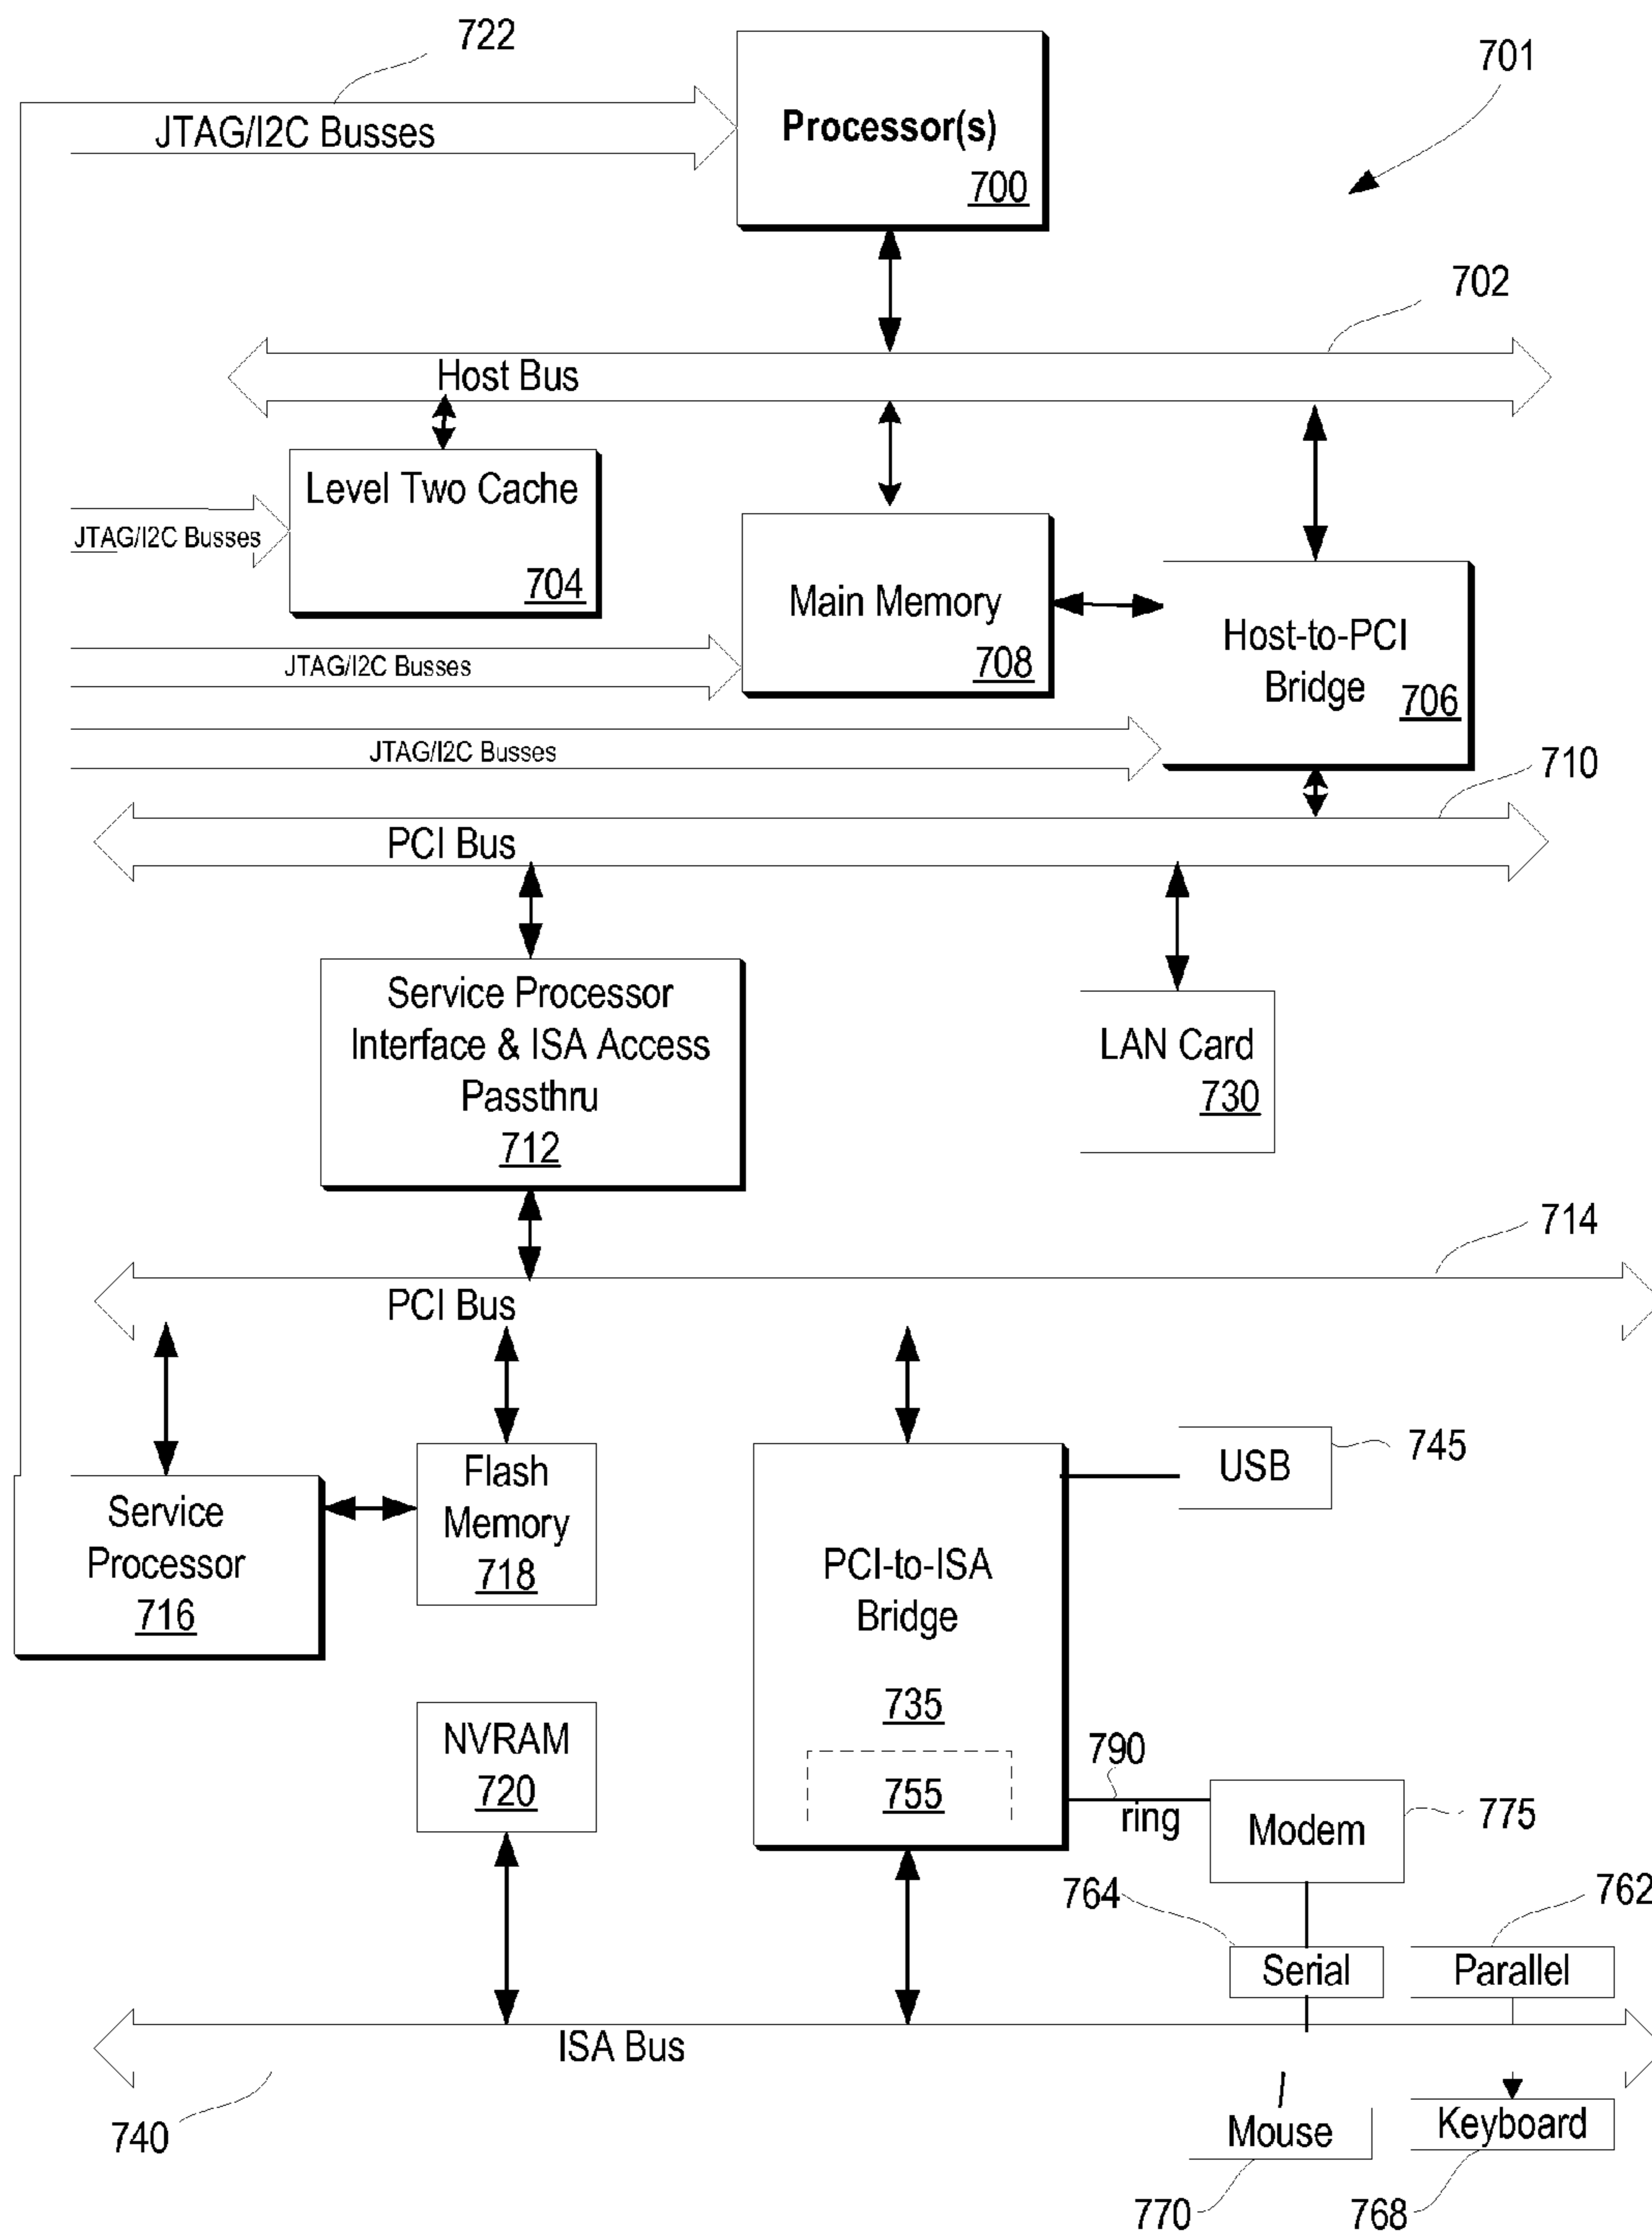 722
701
JTAG/I2C Busses
Processor(s)
700
702
Host Bus
Level Two Cache
704
JTAG/I2C Busses
Main Memory
708
Host-to-PCI
Bridge
706
JTAG/I2C Busses
JTAG/I2C Busses
710
PCI Bus
Service Processor
Interface & ISA Access
Passthru
712
LAN Card
730
714
PCI Bus
745
USB
Service
Processor
716
Flash
Memory
718
PCI-to-ISA
Bridge
735
755
NVRAM
720
790
ring
Modem
775
764
762
Serial
Parallel
ISA Bus
740
Mouse
Keyboard
770
768